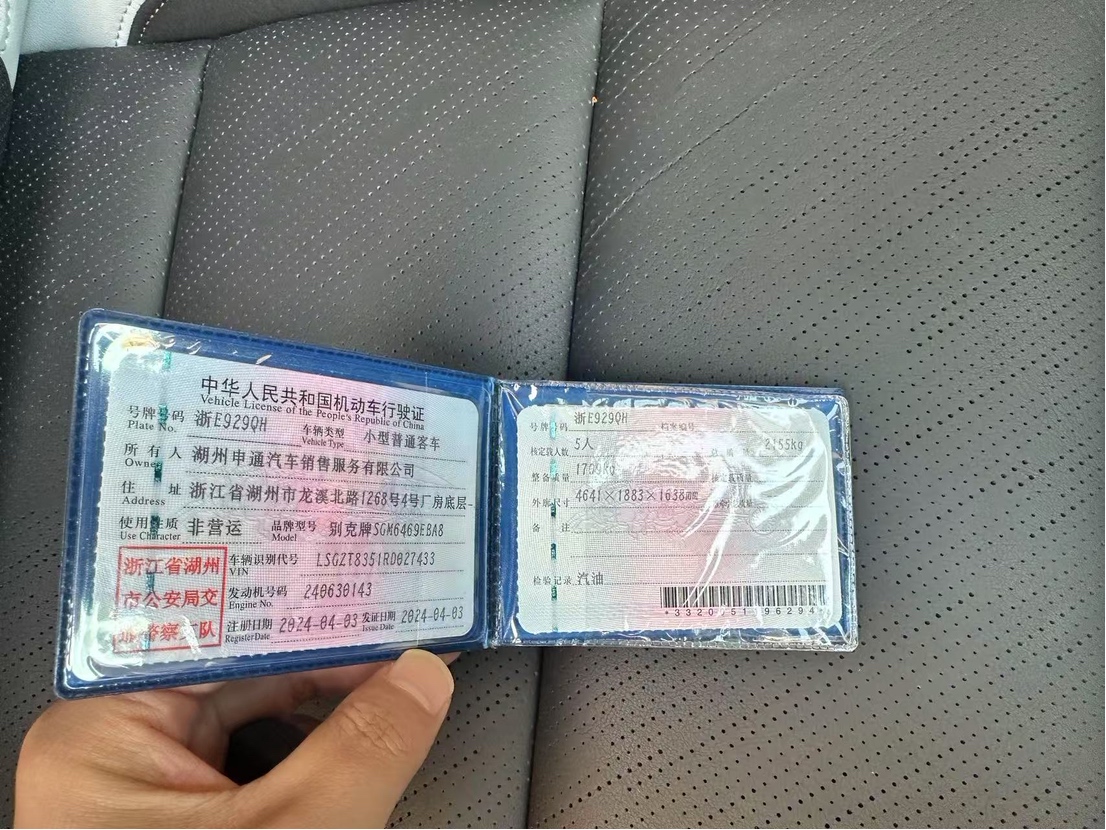 中华人民共和国机动车行驶证
Vehicle License of the People's Republic of China
号牌号码 浙E929QH 车辆类型 小型普通客车
Plate No. Vehicle Type
所有人 湖州申通汽车销售服务有限公司
Owner
住址 浙江省湖州市龙溪北路1268号4号厂房底层-
Address
使用性质 非营运 品牌型号 别克牌SGM6469EBA8
Use Character Model
浙江省湖州
市公安局交
警察
队
车辆识别代号 LSGZT8351RD027433
VIN
发动机号码 240630143
Engine No.
注册日期 2024-04-03 发证日期 2024-04-03
Register Date Issue Date
号牌号码 浙E929QH 档案编号
核定载人数 5人 总质量 2155kg
整备质量 1700kg 核定载质量
外廓尺寸 4641×1883×1638mm
备注
检验记录 汽油